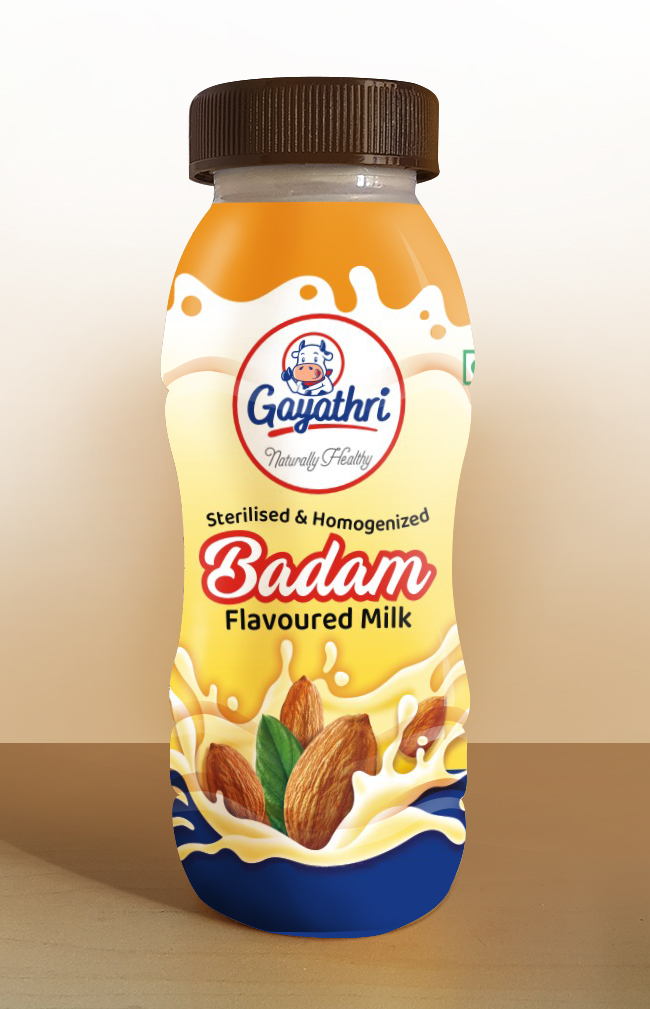 Gayathri
Naturally Healthy
Sterilised & Homogenized
Badam
Flavoured Milk